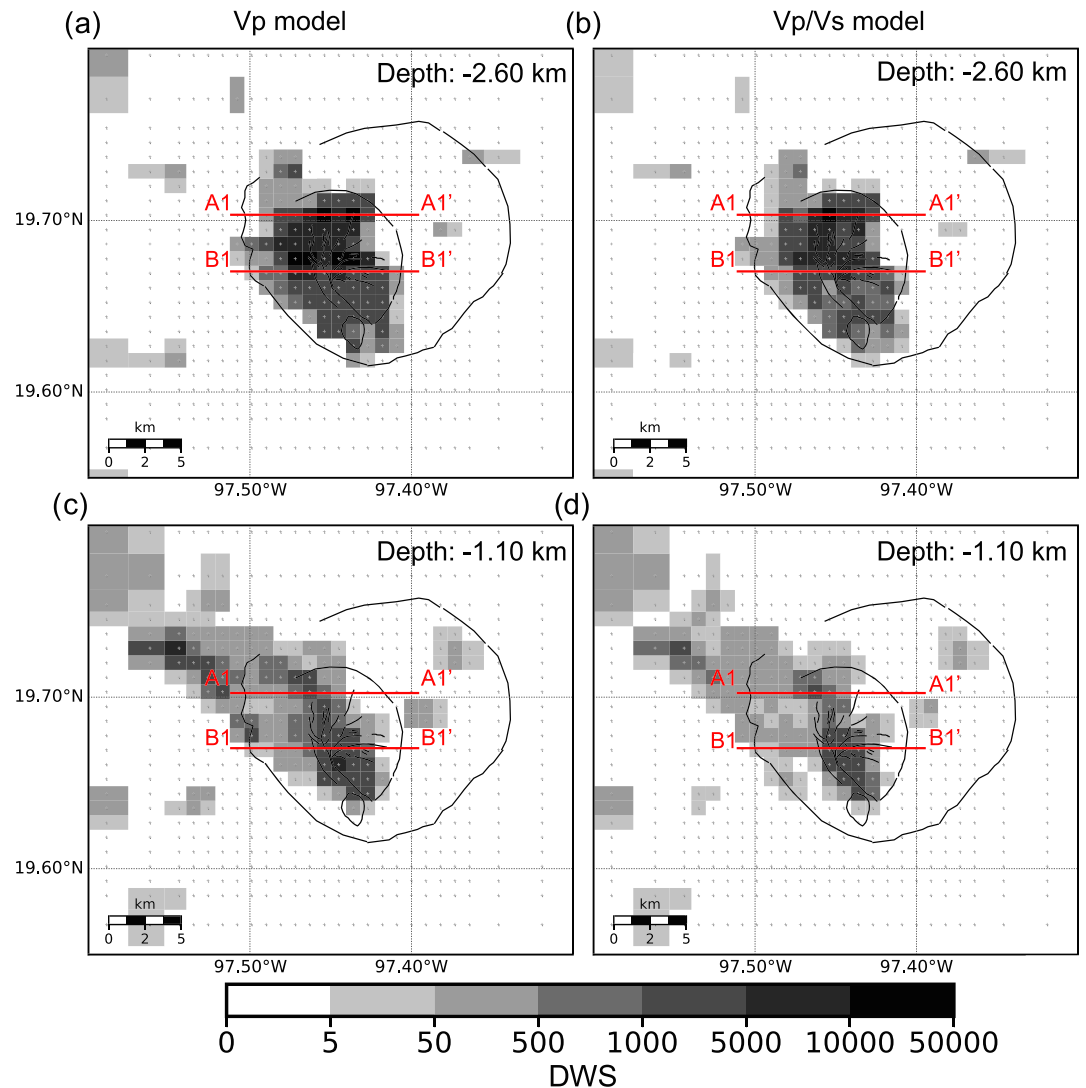 (a) Vp model
(b) Vp/Vs model
Depth: -2.60 km
Depth: -2.60 km
A1 A1’
A1 A1’
19.70°N
B1 B1’
B1 B1’
19.60°N
km
0 2 5
km
0 2 5
97.50°W 97.40°W
97.50°W 97.40°W
(c)
(d)
Depth: -1.10 km
Depth: -1.10 km
A1 A1’
A1 A1’
19.70°N
B1 B1’
B1 B1’
19.60°N
km
0 2 5
km
0 2 5
97.50°W 97.40°W
97.50°W 97.40°W
0 5 50 500 1000 5000 10000 50000
DWS